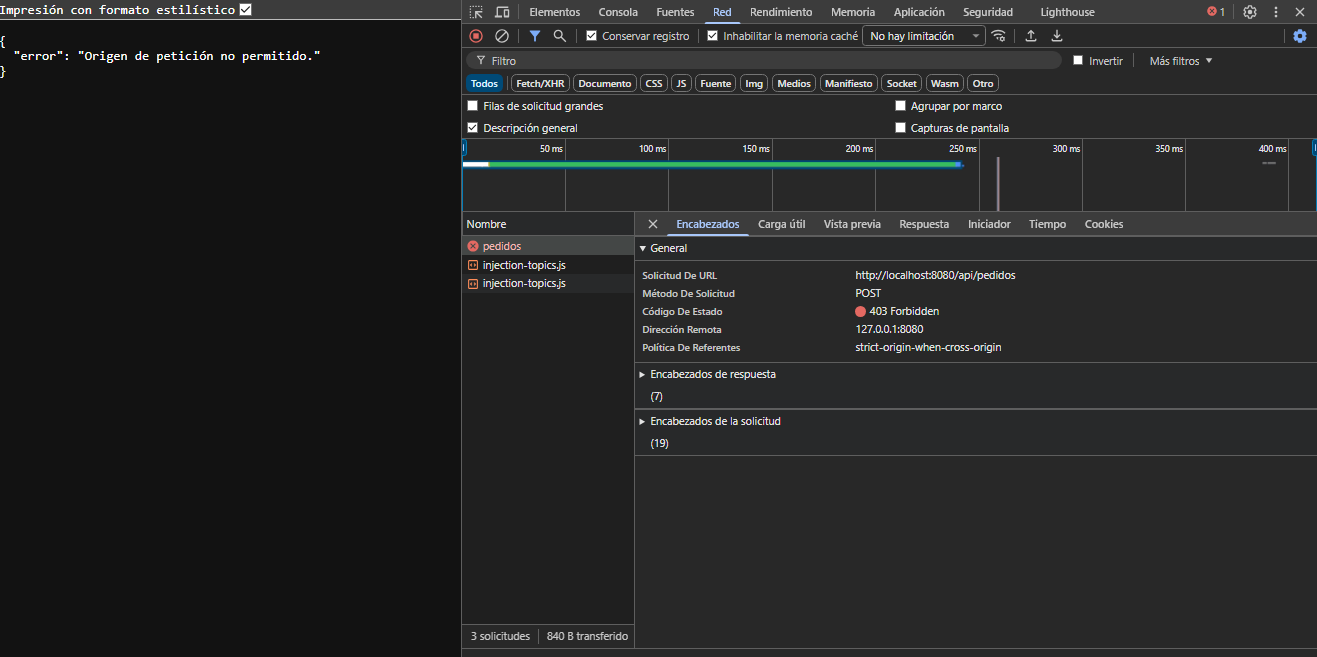 Impresión con formato estilístico
{
"error": "Origen de petición no permitido."
}
Elementos Consola Fuentes Red Rendimiento Memoria Aplicación Seguridad Lighthouse 1
Conservar registro Inhabilitar la memoria caché No hay limitación
Filtro Invertir Más filtros
Todos Fetch/XHR Documento CSS JS Fuente Img Medios Manifiesto Socket Wasm Otro
Filas de solicitud grandes Agrupar por marco
Descripción general Capturas de pantalla
50 ms 100 ms 150 ms 200 ms 250 ms 300 ms 350 ms 400 ms
Nombre
pedidos
injection-topics.js
injection-topics.js
3 solicitudes 840 B transferido
Encabezados Carga útil Vista previa Respuesta Iniciador Tiempo Cookies
General
Solicitud De URL http://localhost:8080/api/pedidos
Método De Solicitud POST
Código De Estado 403 Forbidden
Dirección Remota 127.0.0.1:8080
Política De Referentes strict-origin-when-cross-origin
Encabezados de respuesta
(7)
Encabezados de la solicitud
(19)